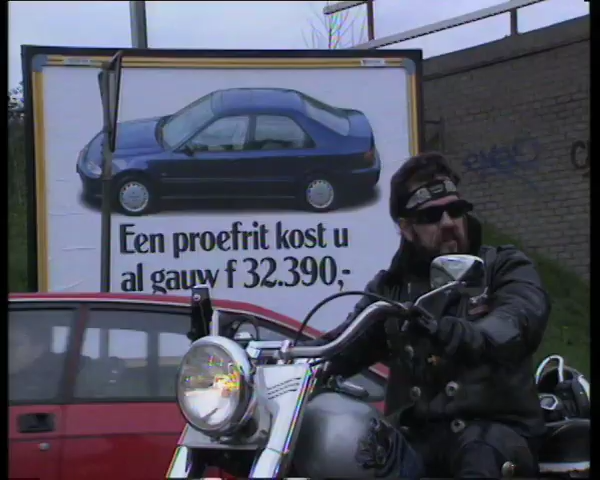 Een proefrit kost u
al gauw f 32.390,-